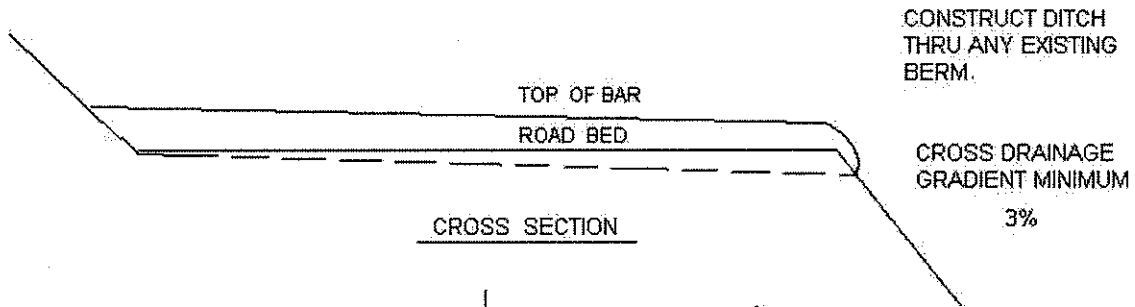 CONSTRUCT DITCH
THRU ANY EXISTING
BERM.
TOP OF BAR
ROAD BED
CROSS DRAINAGE
GRADIENT MINIMUM
3%
CROSS SECTION